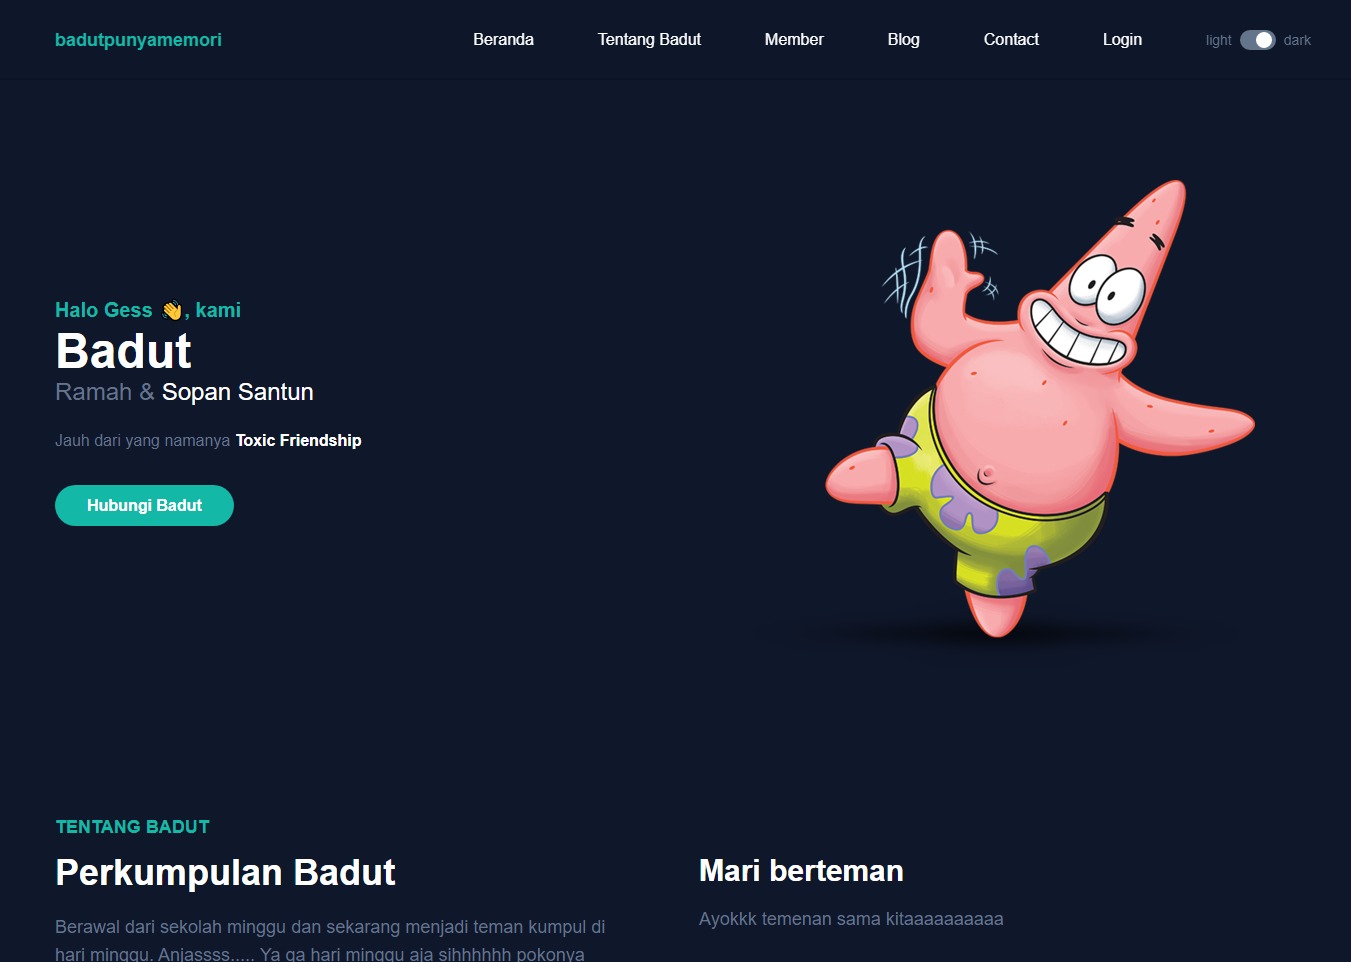 badutpunyamemori
Beranda Tentang Badut Member Blog Contact Login light dark
Halo Gess 👋, kami
Badut
Ramah & Sopan Santun
Jauh dari yang namanya Toxic Friendship
Hubungi Badut
TENTANG BADUT
Perkumpulan Badut
Berawal dari sekolah minggu dan sekarang menjadi teman kumpul di
hari minggu. Anjassss..... Ya ga hari minggu aja sihhhhhh pokonya
Mari berteman
Ayokkk temenan sama kitaaaaaaaaaa